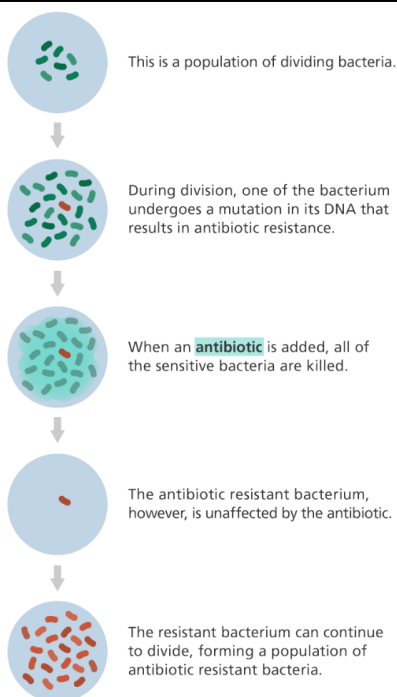 This is a population of dividing bacteria.
During division, one of the bacterium
undergoes a mutation in its DNA that
results in antibiotic resistance.
When an antibiotic is added, all of
the sensitive bacteria are killed.
The antibiotic resistant bacterium,
however, is unaffected by the antibiotic.
The resistant bacterium can continue
to divide, forming a population of
antibiotic resistant bacteria.